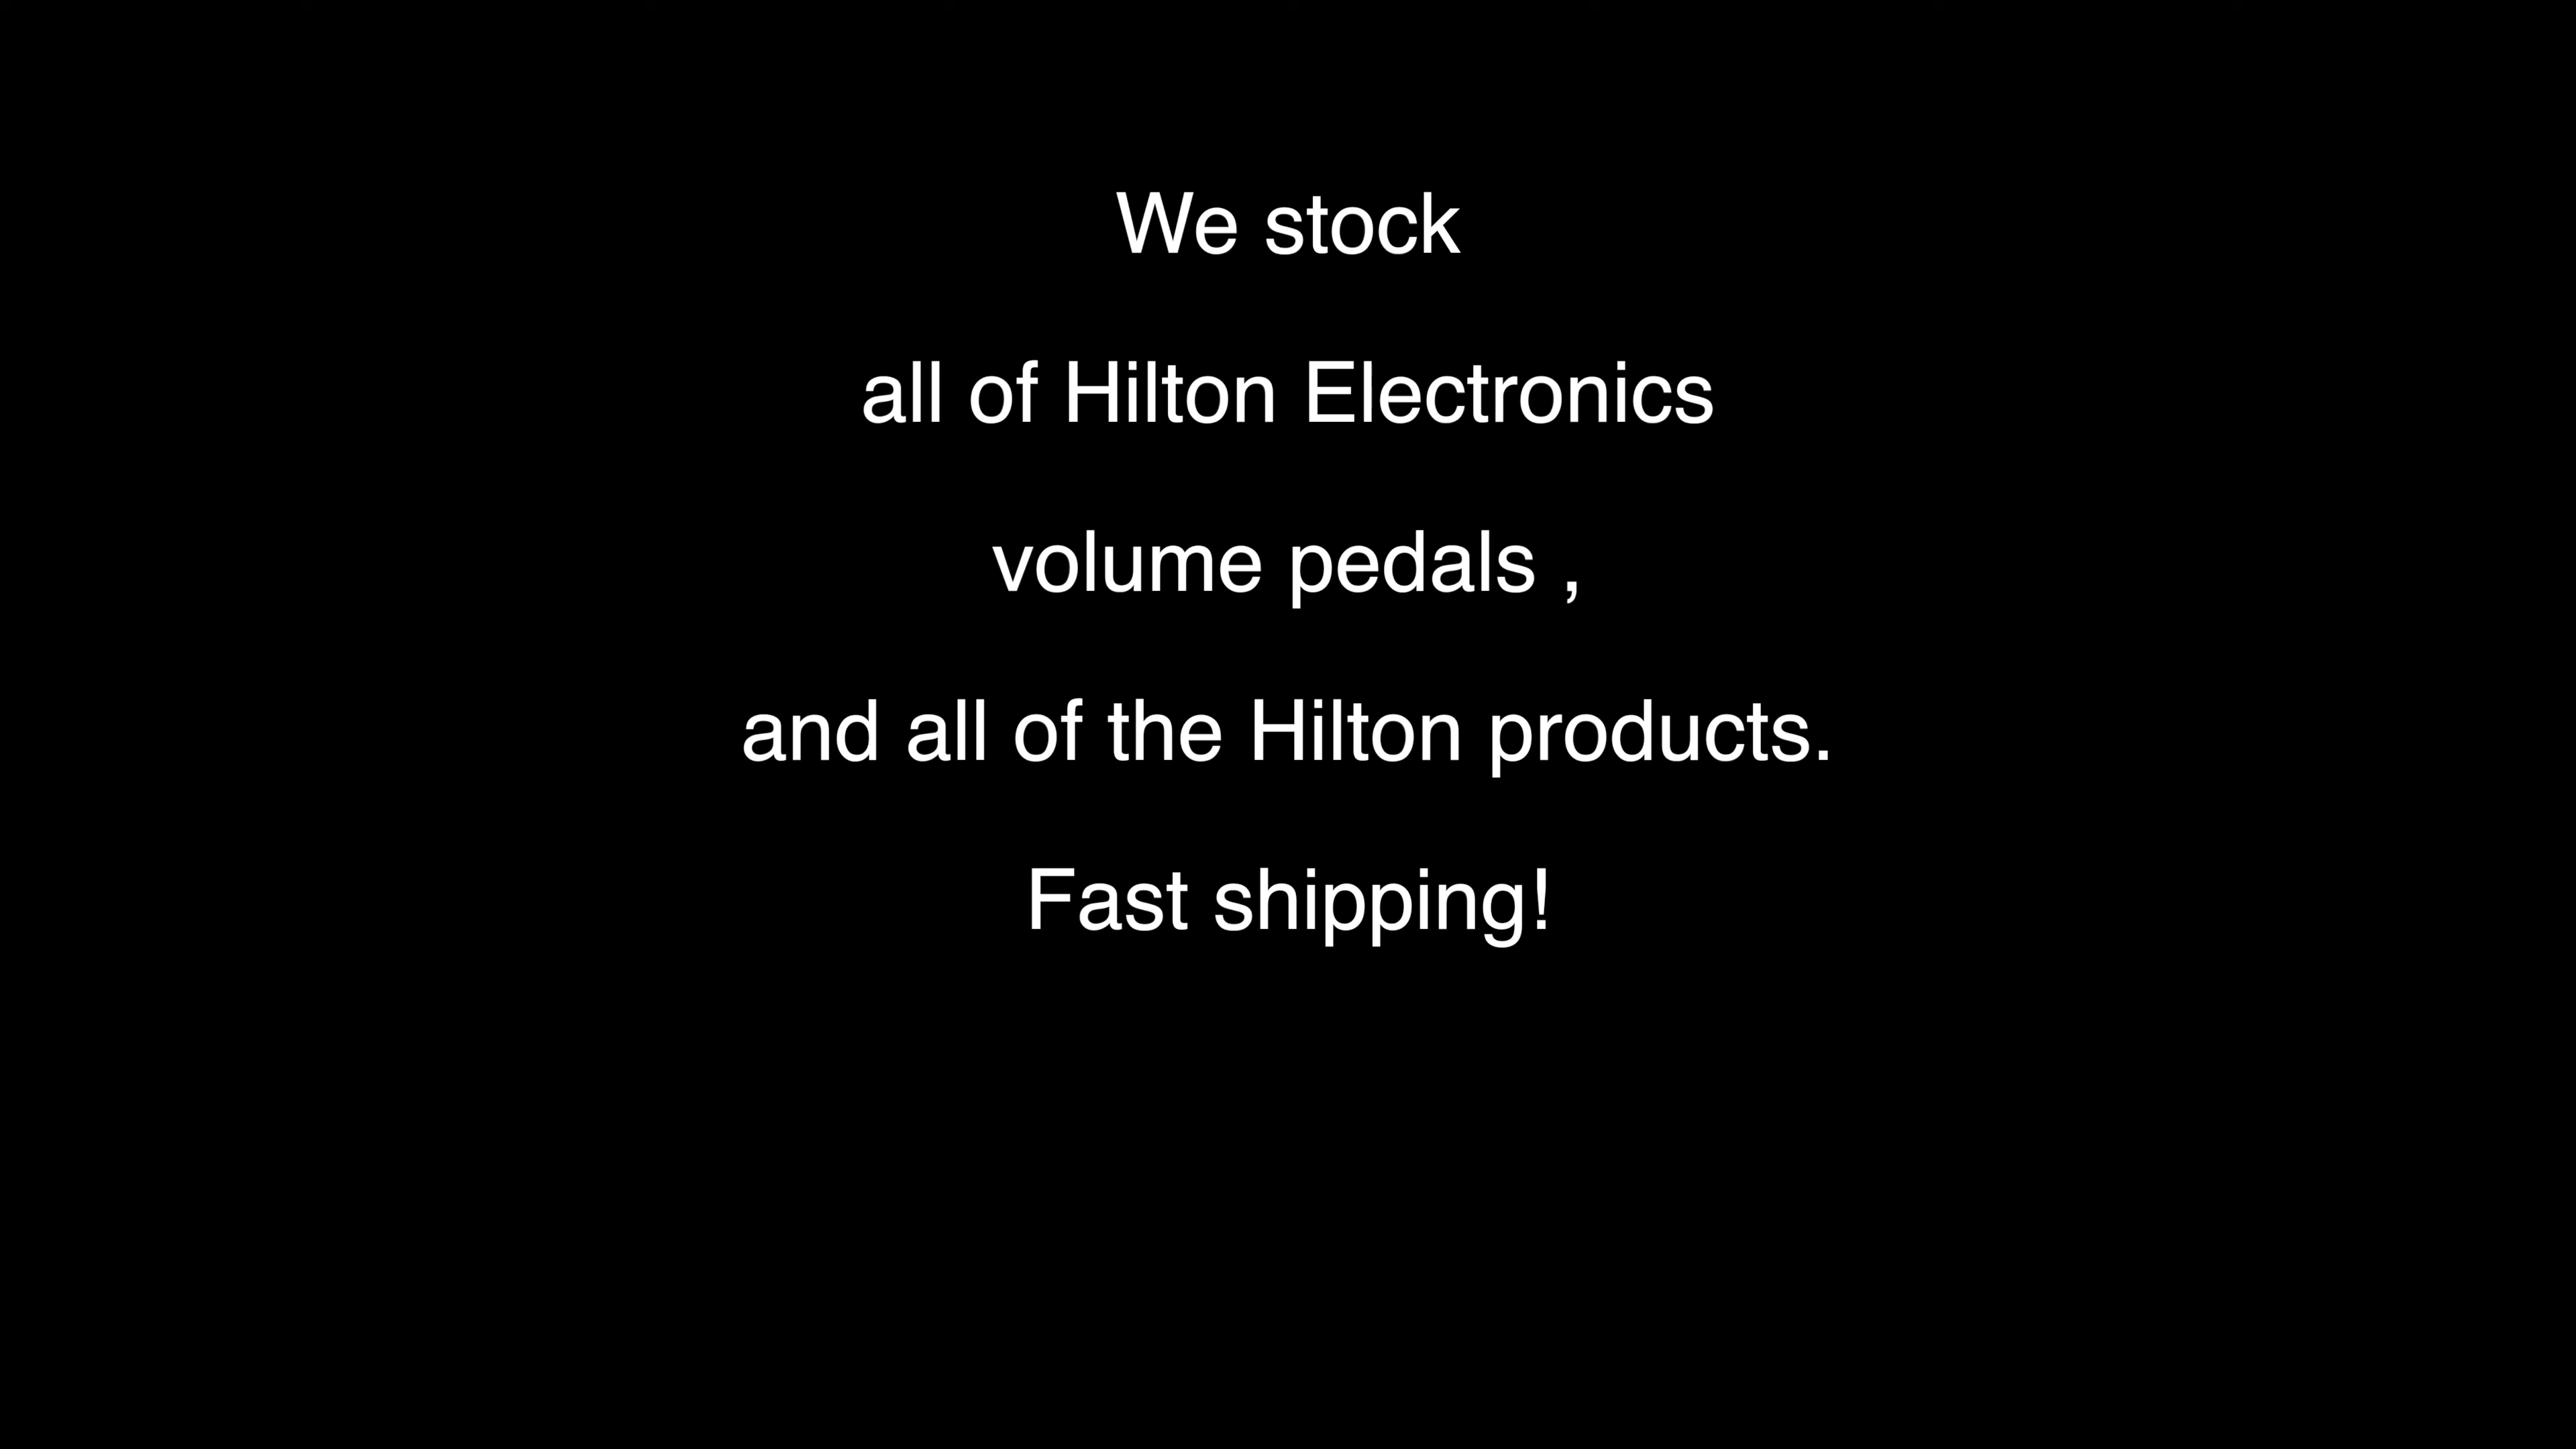 We stock
all of Hilton Electronics
volume pedals ,
and all of the Hilton products.
Fast shipping!